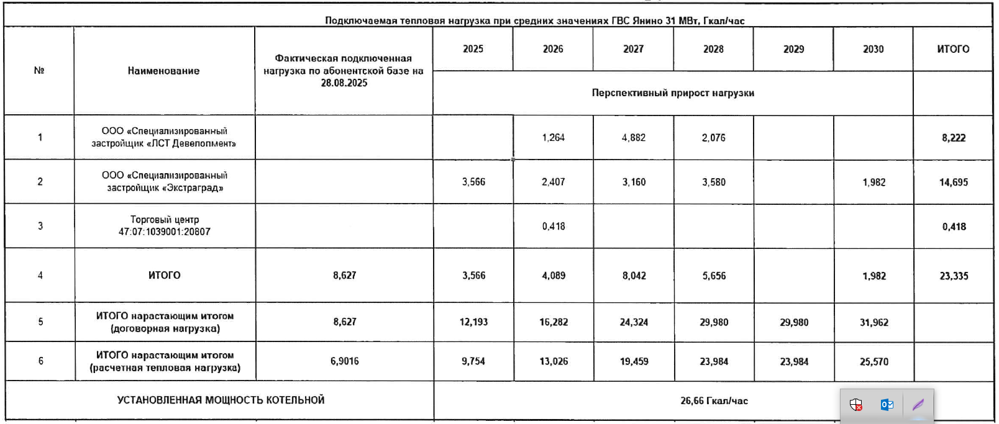 Подключаемая тепловая нагрузка при средних значениях ГВС Янино 31 МВт, Гкал/час
№ Наименование Фактическая подключенная нагрузка по абонентской базе на 28.08.2025 2025 2026 2027 2028 2029 2030 ИТОГО
Перспективный прирост нагрузки
1 ООО «Специализированный застройщик «ЛСТ Девелопмент» 1,264 4,882 2,076 8,222
2 ООО «Специализированный застройщик «Экстраград» 3,566 2,407 3,160 3,580 1,982 14,695
3 Торговый центр 47:07:1039001:20807 0,418 0,418
4 ИТОГО 8,627 3,566 4,089 8,042 5,656 1,982 23,335
5 ИТОГО нарастающим итогом (договорная нагрузка) 8,627 12,193 16,282 24,324 29,980 29,980 31,962
6 ИТОГО нарастающим итогом (расчетная тепловая нагрузка) 6,9016 9,754 13,026 19,459 23,984 23,984 25,570
УСТАНОВЛЕННАЯ МОЩНОСТЬ КОТЕЛЬНОЙ 26,66 Гкал/час